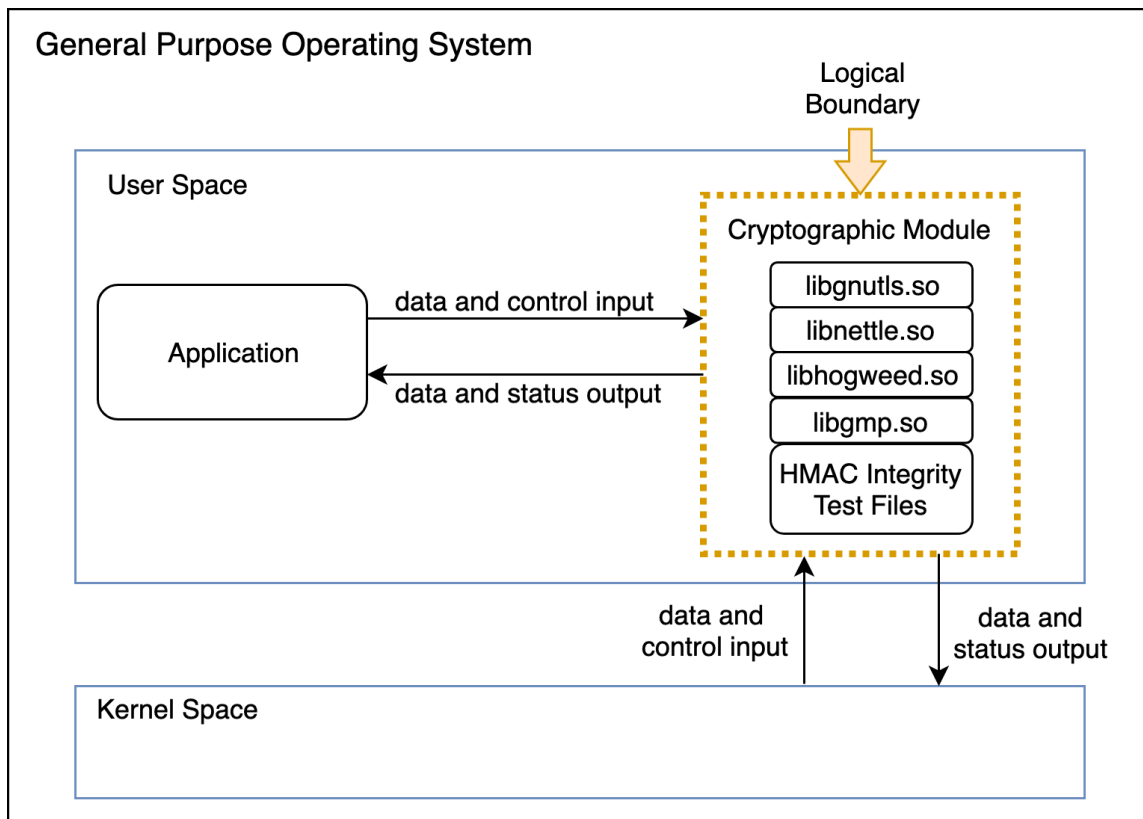 General Purpose Operating System
Logical
Boundary
User Space
Cryptographic Module
libgnutls.so
data and control input
libnettle.so
Application
libhogweed.so
data and status output
libgmp.so
HMAC Integrity
Test Files
data and
control input
data and
status output
Kernel Space